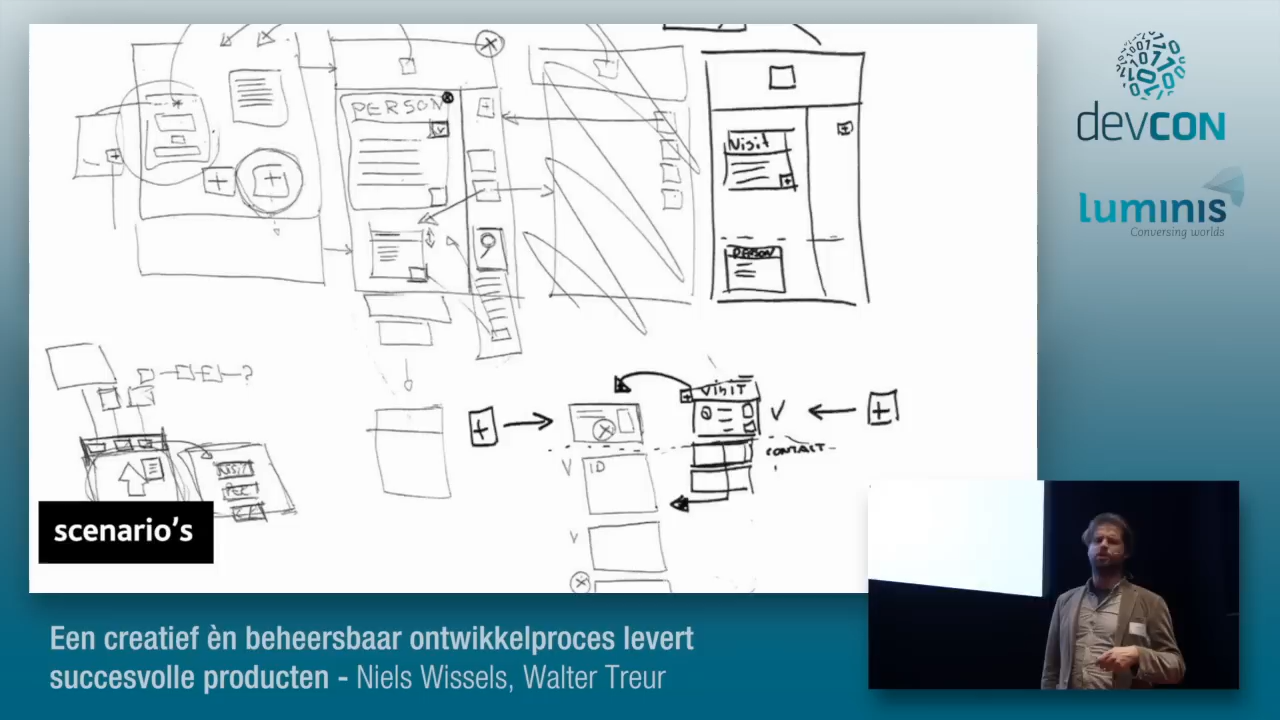 PERSON
Visit
PERSON
?
VISIT
CONTACT
ID
VISIT
scenario's
devCON
luminis
Conversing worlds
Een creatief èn beheersbaar ontwikkelproces levert
succesvolle producten - Niels Wissels, Walter Treur